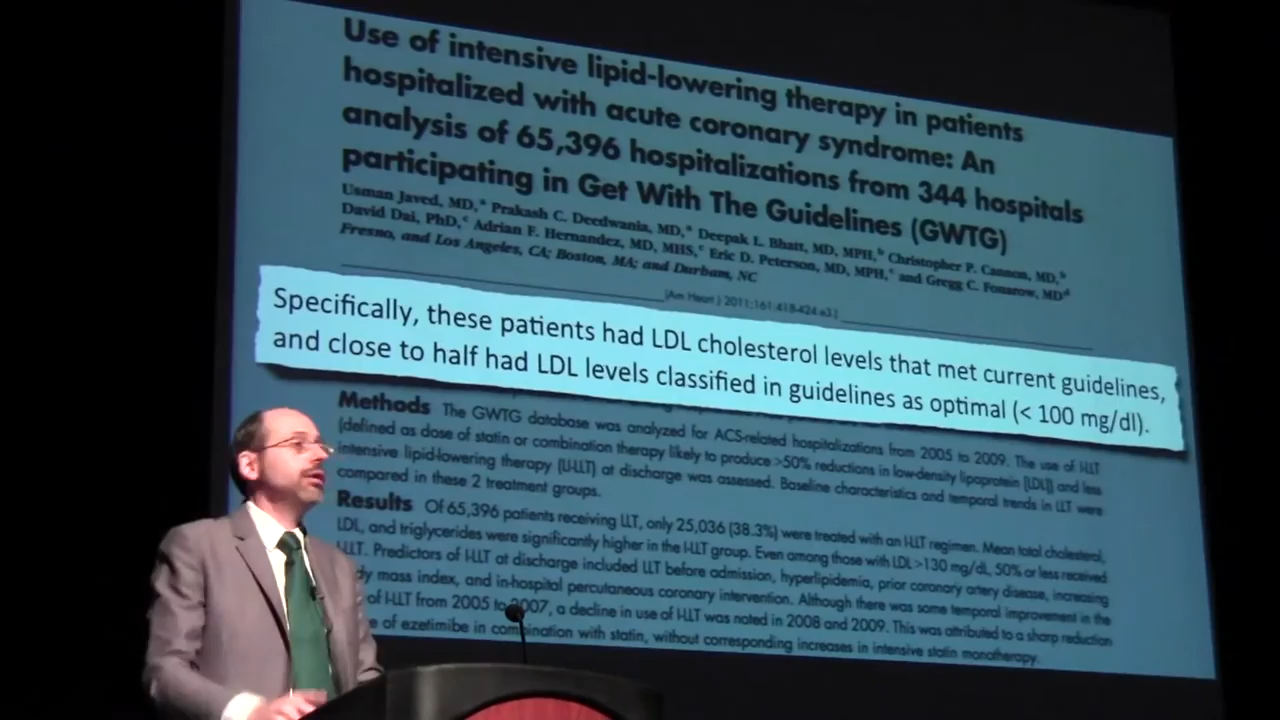 Use of intensive lipid-lowering therapy in patients
hospitalized with acute coronary syndrome: An
analysis of 65,396 hospitalizations from 344 hospitals
participating in Get With The Guidelines (GWTG)
Usman Javed, MD,a Prakash C. Deedwania, MD,a Deepak L. Bhatt, MD, MPH,b Christopher P. Cannon, MD,b
David Dai, PhD,c Adrian F. Hernandez, MD, MHS,c Eric D. Peterson, MD, MPH,c and Gregg C. Fonarow, MDd
Fresno, and Los Angeles, CA; Boston, MA; and Durham, NC
(Am Heart J 2011;161:418-424.e3)
Specifically, these patients had LDL cholesterol levels that met current guidelines,
and close to half had LDL levels classified in guidelines as optimal (< 100 mg/dl).
Methods The GWTG database was analyzed for ACS-related hospitalizations from 2005 to 2009. The use of I-LLT
(defined as dose of statin or combination therapy likely to produce >50% reductions in low-density lipoprotein [LDL]) and less
intensive lipid-lowering therapy (LI-LLT) at discharge was assessed. Baseline characteristics and temporal trends in LLT were
compared in these 2 treatment groups.
Results Of 65,396 patients receiving LLT, only 25,036 (38.3%) were treated with an I-LLT regimen. Mean total cholesterol,
LDL, and triglycerides were significantly higher in the I-LLT group. Even among those with LDL >130 mg/dL, 50% or less received
I-LLT. Predictors of I-LLT at discharge included LLT before admission, hyperlipidemia, prior coronary artery disease, increasing
dy mass index, and in-hospital percutaneous coronary intervention. Although there was some temporal improvement in the
of I-LLT from 2005 to 2007, a decline in use of I-LLT was noted in 2008 and 2009. This was attributed to a sharp reduction
e of ezetimibe in combination with statin, without corresponding increases in intensive statin monotherapy.